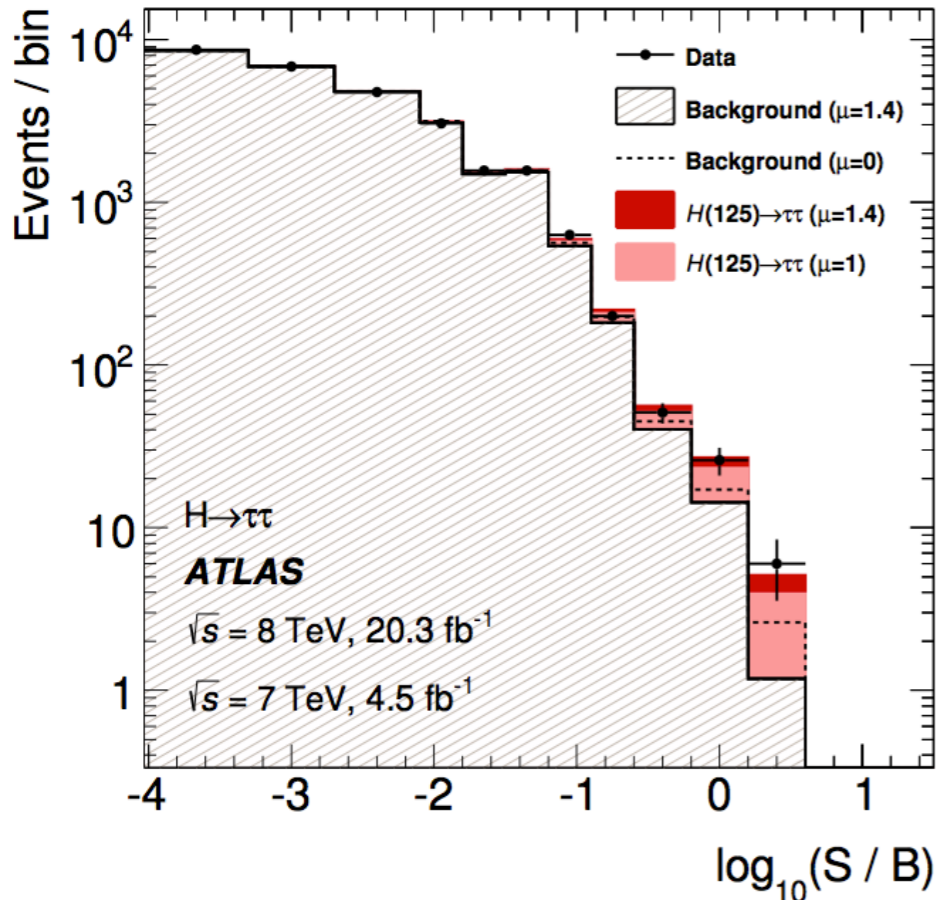 Events / bin
10⁴
10³
10²
10
1
Data
Background (μ=1.4)
Background (μ=0)
H(125)→ττ (μ=1.4)
H(125)→ττ (μ=1)
H→ττ
ATLAS
√s = 8 TeV, 20.3 fb⁻¹
√s = 7 TeV, 4.5 fb⁻¹
-4 -3 -2 -1 0 1
log₁₀(S / B)